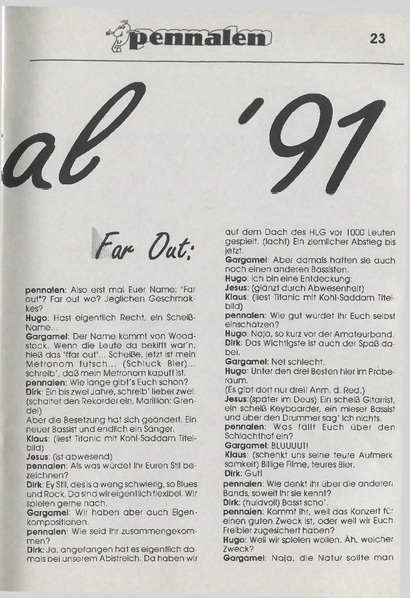 pennalen
23
al '91
Far Out:
pennalen: Also erst mal Euer Name: "Far
out"? Far out wo? Jeglichen Geschmak-
kes?
Hugo: Hast eigentlich Recht, ein Scheiß-
Name...
Gargamel: Der Name kommt von Wood-
stock. Wenn die Leute da bekifft war'n,
hieß das "ffar out"... Scheiße, jetzt ist mein
Metronom futsch... (Schluck Bier)...
schreib', daß mein Metronom kaputt ist.
pennalen: Wie lange gibt's Euch schon?
Dirk: Ein bis zwei Jahre, schreib' lieber zwei.
(schaltet den Rekorder ein, Marillion: Gren-
del)
Aber die Besetzung hat sich geändert. Ein
neuer Bassist und endlich ein Sänger.
Klaus: (liest Titanic mit Kohl-Saddam Titel-
bild)
Jesus: (ist abwesend)
pennalen: Als was würdet Ihr Euren Stil be-
zeichnen?
Dirk: Ey Stil, des is a weng schwierig, so Blues
und Rock. Da sind wir eigentlich flexibel. Wir
spielen gerne nach.
Gargamel: Wir haben aber auch Eigen-
kompositionen.
pennalen: Wie seid Ihr zusammengekom-
men?
Dirk: Ja, angefangen hat es eigentlich da-
mals bei unserem Abistreich. Da haben wir
auf dem Dach des HLG vor 1000 Leuten
gespielt. (lacht) Ein ziemlicher Abstieg bis
jetzt.
Gargamel: Aber damals hatten sie auch
noch einen anderen Bassisten.
Hugo: Ich bin eine Entdeckung:
Jesus: (glänzt durch Abwesenheit)
Klaus: (liest Titanic mit Kohl-Saddam Titel-
bild)
pennalen: Wie gut würdet Ihr Euch selbst
einschätzen?
Hugo: Naja, so kurz vor der Amateurband.
Dirk: Das Wichtigste ist auch der Spaß da-
bei.
Gargamel: Net schlecht.
Hugo: Unter den drei Besten hier im Probe-
raum.
(Es gibt dort nur drei! Anm. d. Red.)
Jesus:(später im Deus) Ein scheiß Gitarrist,
ein scheiß Keyboarder, ein mieser Bassist
und über den Drummer sag' ich nichts.
pennalen: Was fällt Euch über den
Schlachthof ein?
Gargamel: BLUUUUT!
Klaus: (schenkt uns seine teure Aufmerk-
samkeit) Billige Filme, teures Bier.
Dirk: Gut!
pennalen: Wie denkt Ihr über die anderen
Bands, soweit Ihr sie kennt?
Dirk: (huldvoll) Basst scho'.
pennalen: Kommt Ihr, weil das Konzert für
einen guten Zweck ist, oder weil wir Euch
Freibier zugesichert haben?
Hugo: Weil wir spielen wollen. Äh, welcher
Zweck?
Gargamel: Naja, die Natur sollte man